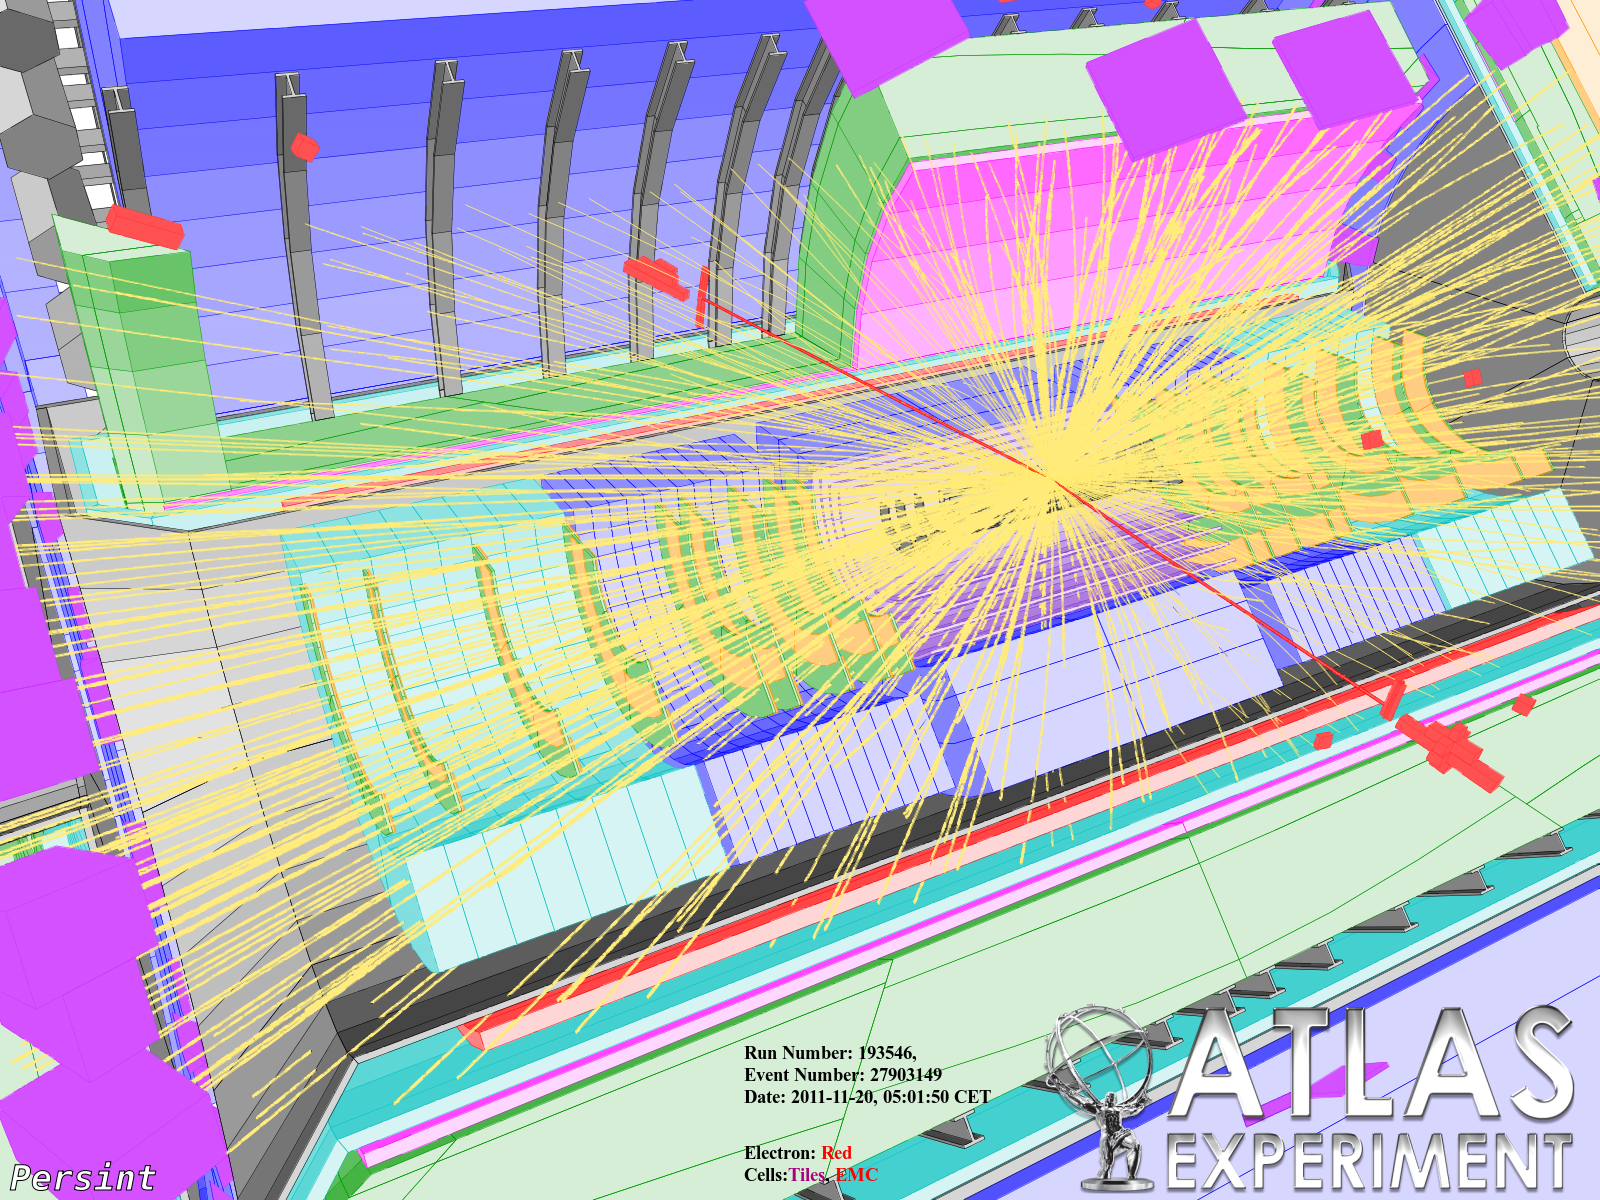 Run Number: 193546,
Event Number: 27903149
Date: 2011-11-20, 05:01:50 CET
Electron: Red
Cells:Tiles, EMC
ATLAS
EXPERIMENT
Persint